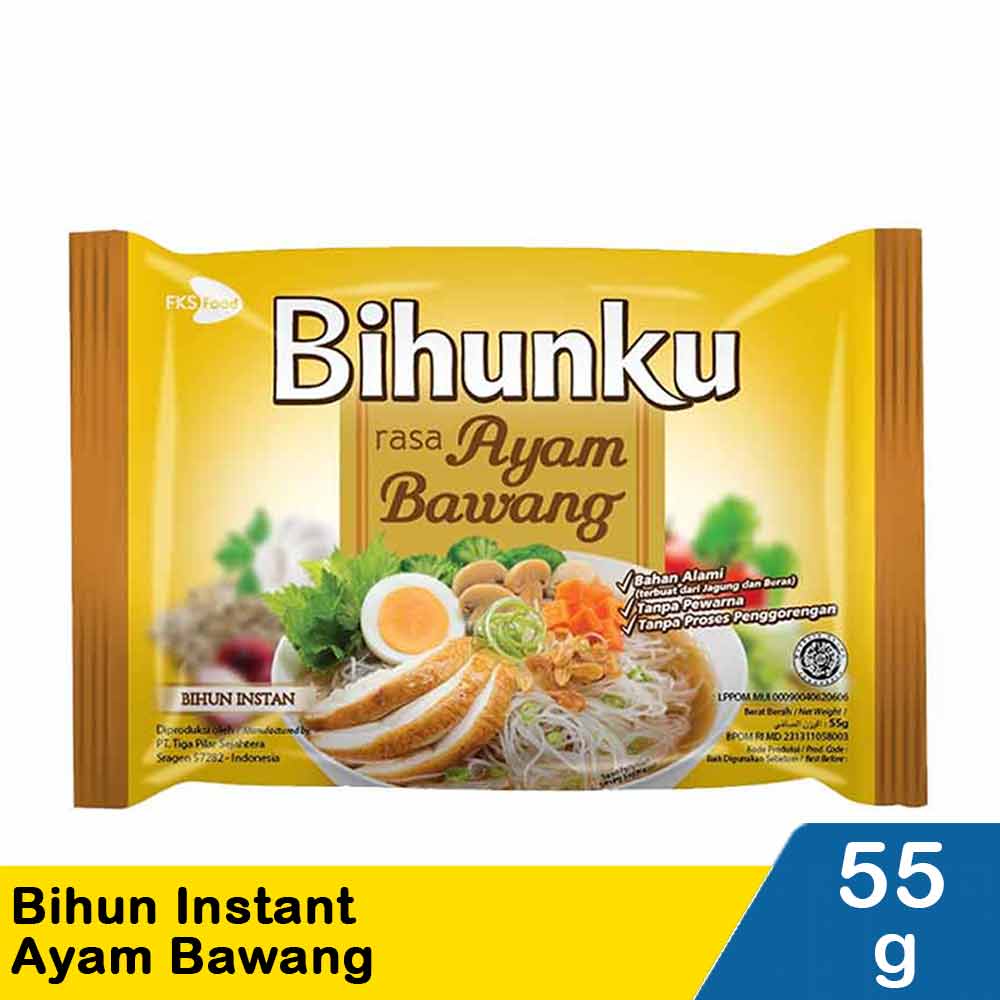 FKS Food
Bihunku
rasa Ayam
Bawang
Bahan Alami
(terbuat dari Jagung dan Beras)
Tanpa Pewarna
Tanpa Proses Penggorengan
BIHUN INSTAN
Diproduksi oleh / Manufactured by
PT. Tiga Pilar Sejahtera
Sragen 57282 - Indonesia
LPPOM MUI 00090040620606
Berat Bersih / Net Weight /
الوزن الصافي : 55g
BPOM RI MD 231311058003
Kode Produksi / Prod. Code :
Baik Digunakan Sebelum / Best Before :
Bihun Instant
Ayam Bawang
55
g